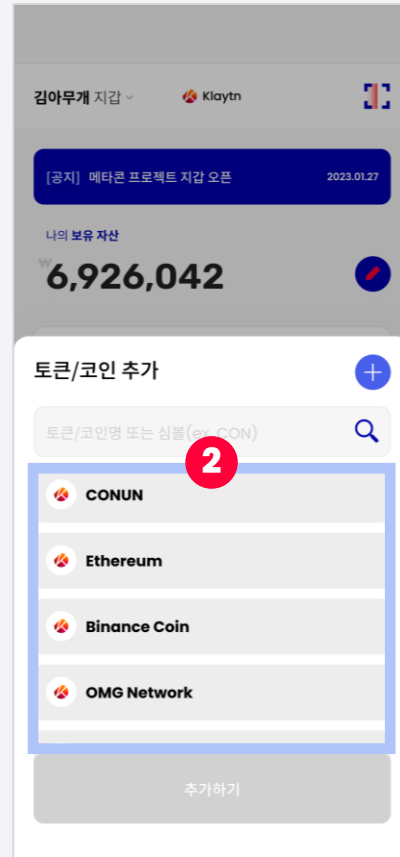 김아무개 지갑
Klaytn
[공지] 메타콘 프로젝트 지갑 오픈 2023.01.27
나의 보유 자산
₩6,926,042
토큰/코인 추가
토큰/코인명 또는 심볼(ex. CON)
2
CONUN
Ethereum
Binance Coin
OMG Network
추가하기